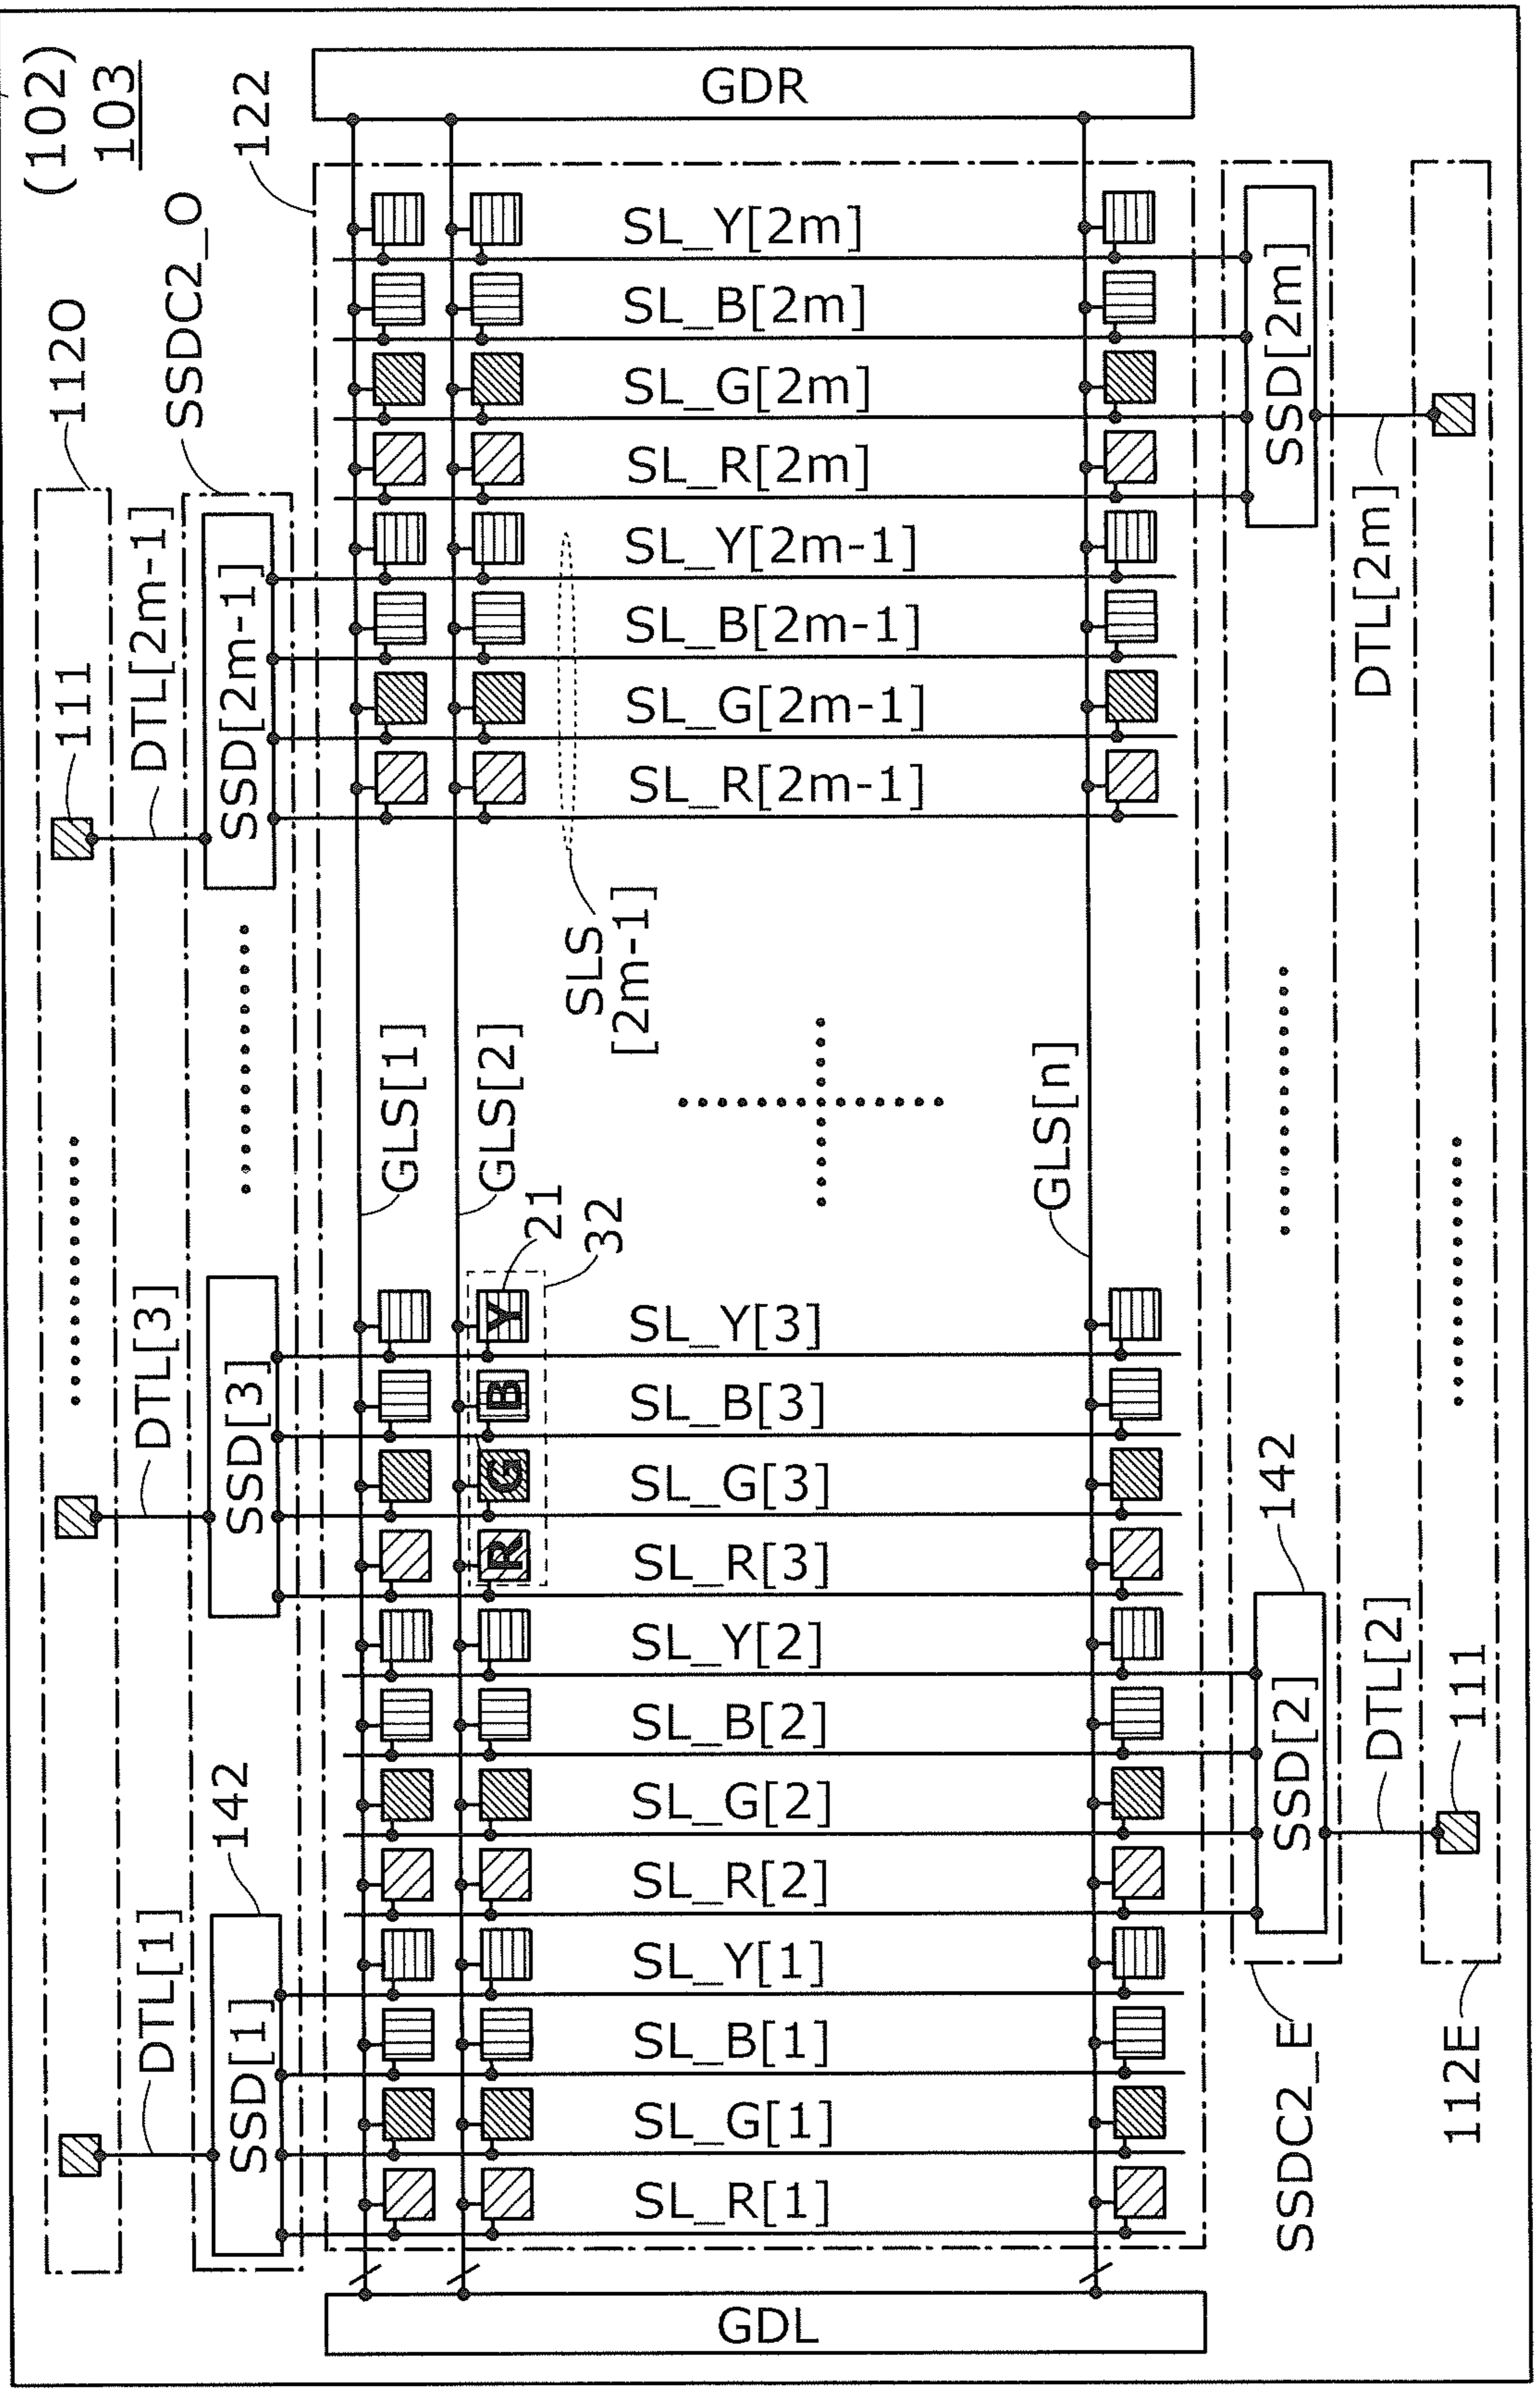 (102)
103
122
GDR
112O
SSDC2_O
111
DTL[2m-1]
SSD[2m-1]
SL_Y[2m]
SL_B[2m]
SL_G[2m]
SL_R[2m]
SL_Y[2m-1]
SL_B[2m-1]
SL_G[2m-1]
SL_R[2m-1]
SSD[2m]
DTL[2m]
SLS
[2m-1]
GLS[1]
GLS[2]
GLS[n]
21
32
DTL[3]
SSD[3]
R
G
B
Y
SL_Y[3]
SL_B[3]
SL_G[3]
SL_R[3]
SL_Y[2]
SL_B[2]
SL_G[2]
SL_R[2]
142
SSD[2]
DTL[2]
111
142
DTL[1]
SSD[1]
SL_Y[1]
SL_B[1]
SL_G[1]
SL_R[1]
SSDC2_E
112E
GDL